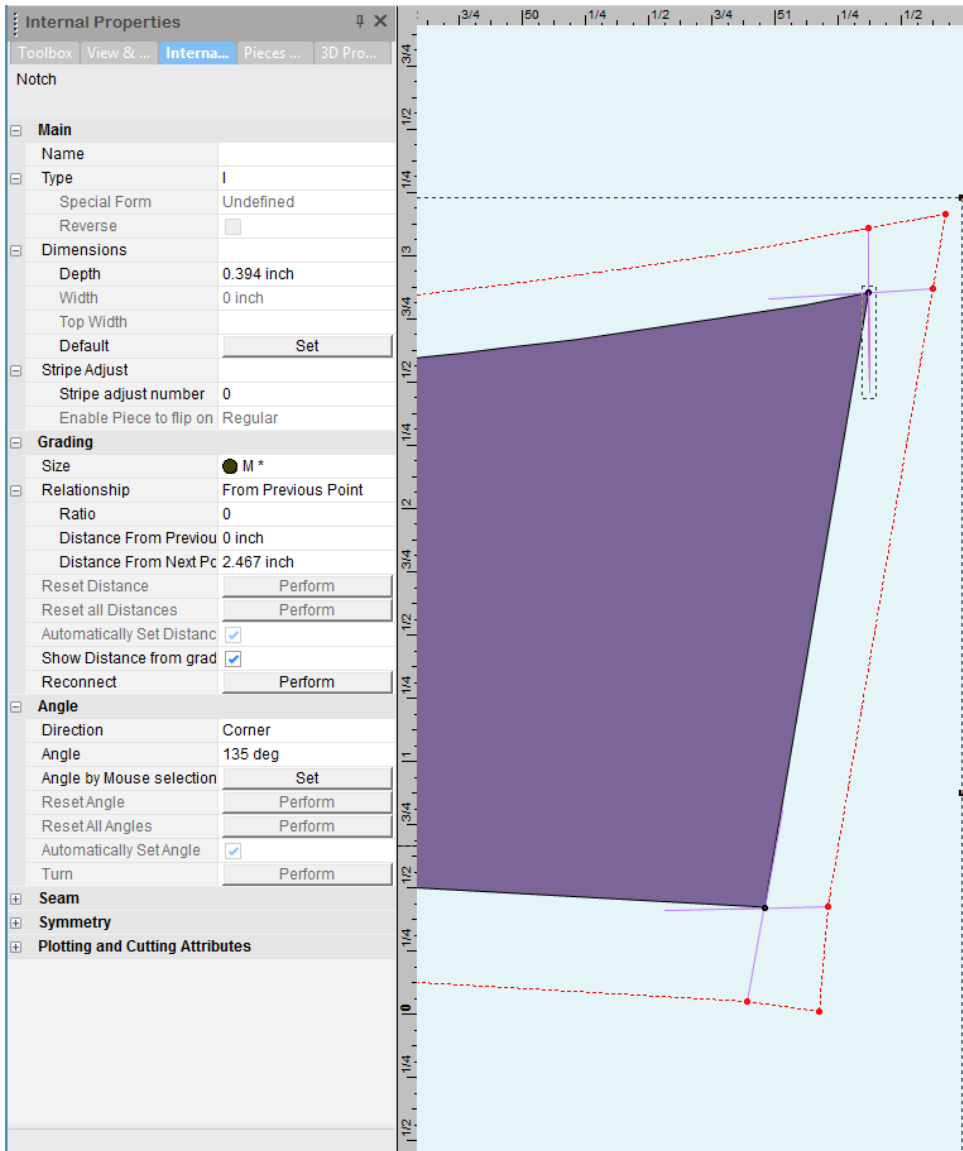 Internal Properties
Toolbox View & ... Interna... Pieces ... 3D Pro...
Notch
Main
Name
Type I
Special Form Undefined
Reverse
Dimensions
Depth 0.394 inch
Width 0 inch
Top Width
Default Set
Stripe Adjust
Stripe adjust number 0
Enable Piece to flip on Regular
Grading
Size M *
Relationship From Previous Point
Ratio 0
Distance From Previou 0 inch
Distance From Next Pc 2.467 inch
Reset Distance Perform
Reset all Distances Perform
Automatically Set Distanc
Show Distance from grad
Reconnect Perform
Angle
Direction Corner
Angle 135 deg
Angle by Mouse selection Set
Reset Angle Perform
Reset All Angles Perform
Automatically Set Angle
Turn Perform
Seam
Symmetry
Plotting and Cutting Attributes
3/4 50 1/4 1/2 3/4 51 1/4 1/2
3/4
1/2
1/4
3
3/4
1/2
1/4
2
3/4
1/2
1/4
1
3/4
1/2
1/4
0
1/4
1/2